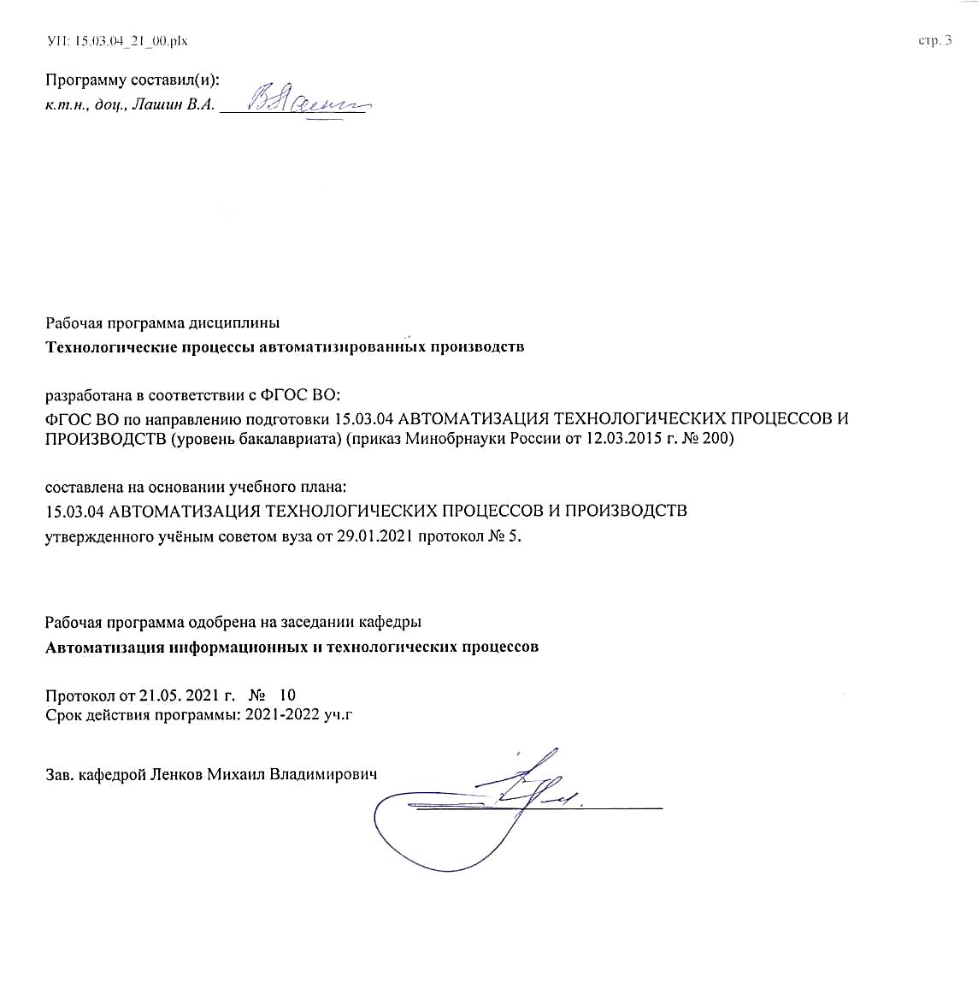 УП: 15.03.04_21_00.plx
стр. 3
Программу составил(и):
к.т.н., доц., Лашин В.А.
Рабочая программа дисциплины
Технологические процессы автоматизированных производств
разработана в соответствии с ФГОС ВО:
ФГОС ВО по направлению подготовки 15.03.04 АВТОМАТИЗАЦИЯ ТЕХНОЛОГИЧЕСКИХ ПРОЦЕССОВ И
ПРОИЗВОДСТВ (уровень бакалавриата) (приказ Минобрнауки России от 12.03.2015 г. № 200)
составлена на основании учебного плана:
15.03.04 АВТОМАТИЗАЦИЯ ТЕХНОЛОГИЧЕСКИХ ПРОЦЕССОВ И ПРОИЗВОДСТВ
утвержденного учёным советом вуза от 29.01.2021 протокол № 5.
Рабочая программа одобрена на заседании кафедры
Автоматизация информационных и технологических процессов
Протокол от 21.05. 2021 г. № 10
Срок действия программы: 2021-2022 уч.г
Зав. кафедрой Ленков Михаил Владимирович